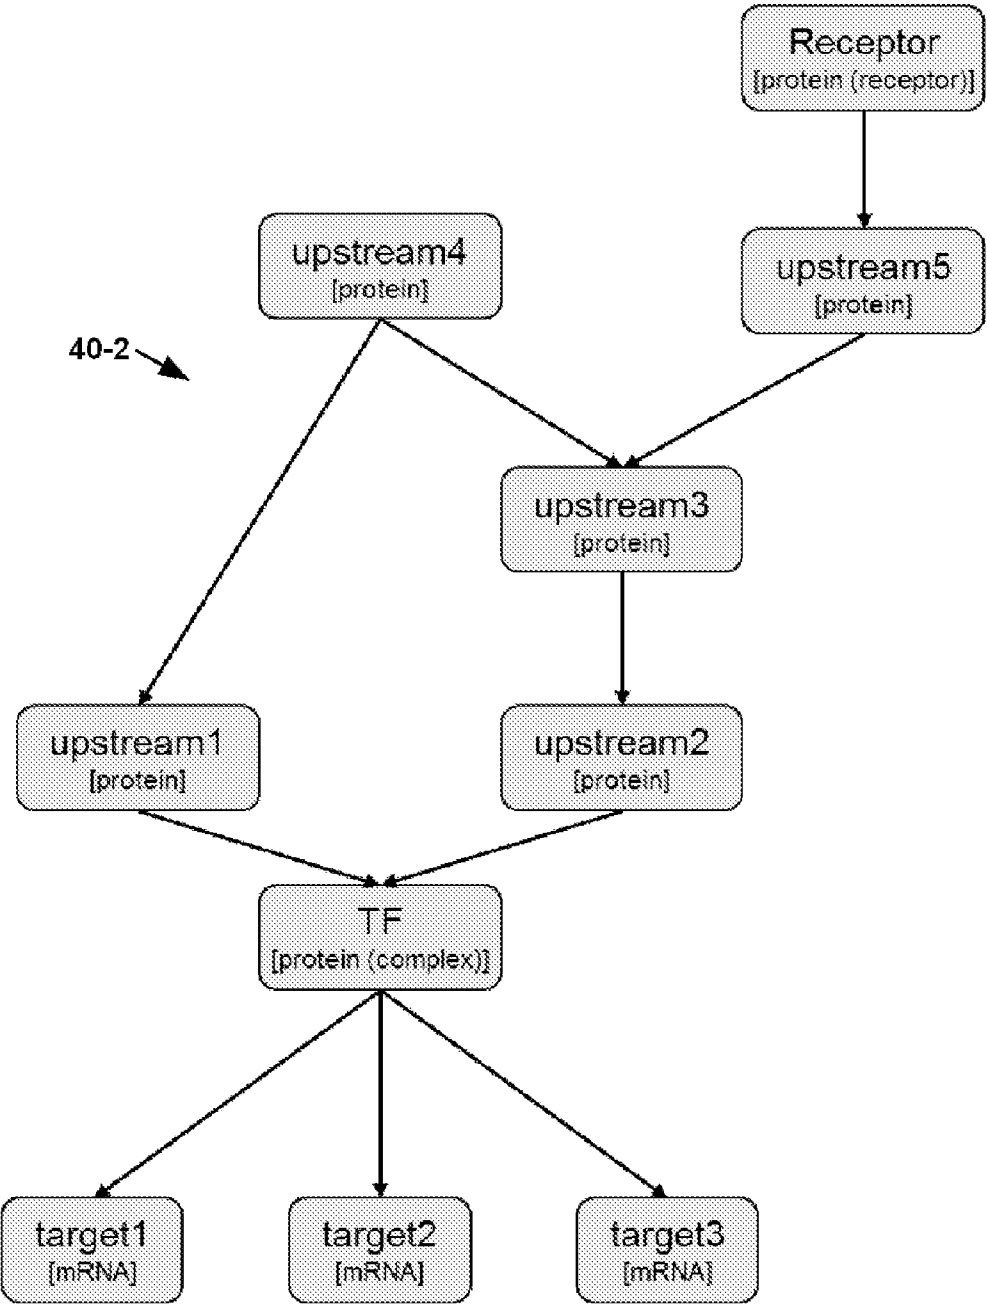 Receptor
[protein (receptor)]
upstream4
[protein]
upstream5
[protein]
40-2
upstream3
[protein]
upstream1
[protein]
upstream2
[protein]
TF
[protein (complex)]
target1
[mRNA]
target2
[mRNA]
target3
[mRNA]